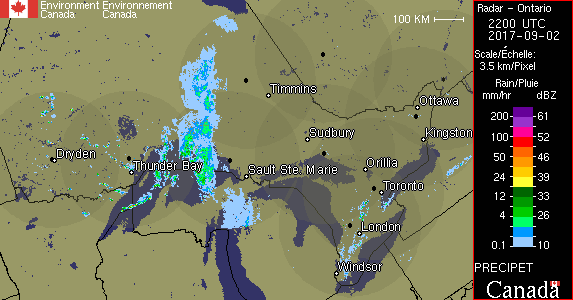 Environment Environnement
Canada Canada
100 KM
Timmins
Ottawa
Sudbury
Kingston
Dryden
Thunder Bay
Sault Ste. Marie
Orillia
Toronto
London
Windsor
Radar - Ontario
2200 UTC
2017-09-02
Scale/Échelle:
3.5 km/Pixel
Rain/Pluie
mm/hr dBZ
200 61
100 52
50 46
24 39
12 33
4 26
0.1 10
PRECIPET
Canada